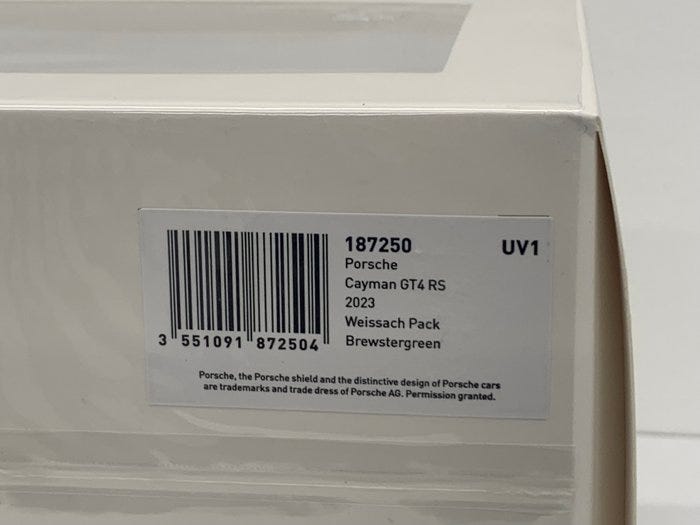 187250
UV1
Porsche
Cayman GT4 RS
2023
Weissach Pack
Brewstergreen
3 551091 872504
Porsche, the Porsche shield and the distinctive design of Porsche cars
are trademarks and trade dress of Porsche AG. Permission granted.